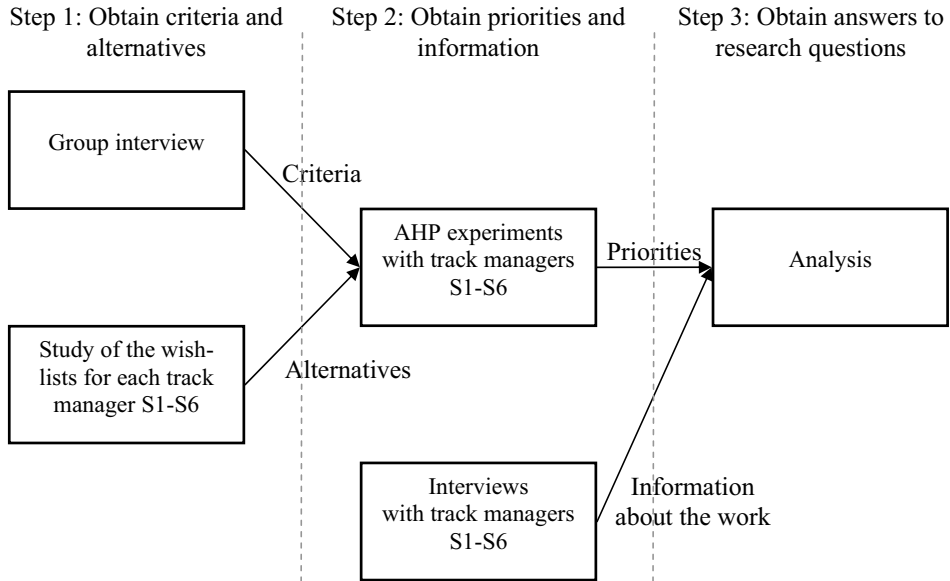 Step 1: Obtain criteria and
alternatives
Step 2: Obtain priorities and
information
Step 3: Obtain answers to
research questions
Group interview
Criteria
Study of the wish-
lists for each track
manager S1-S6
Alternatives
AHP experiments
with track managers
S1-S6
Priorities
Interviews
with track managers
S1-S6
Information
about the work
Analysis